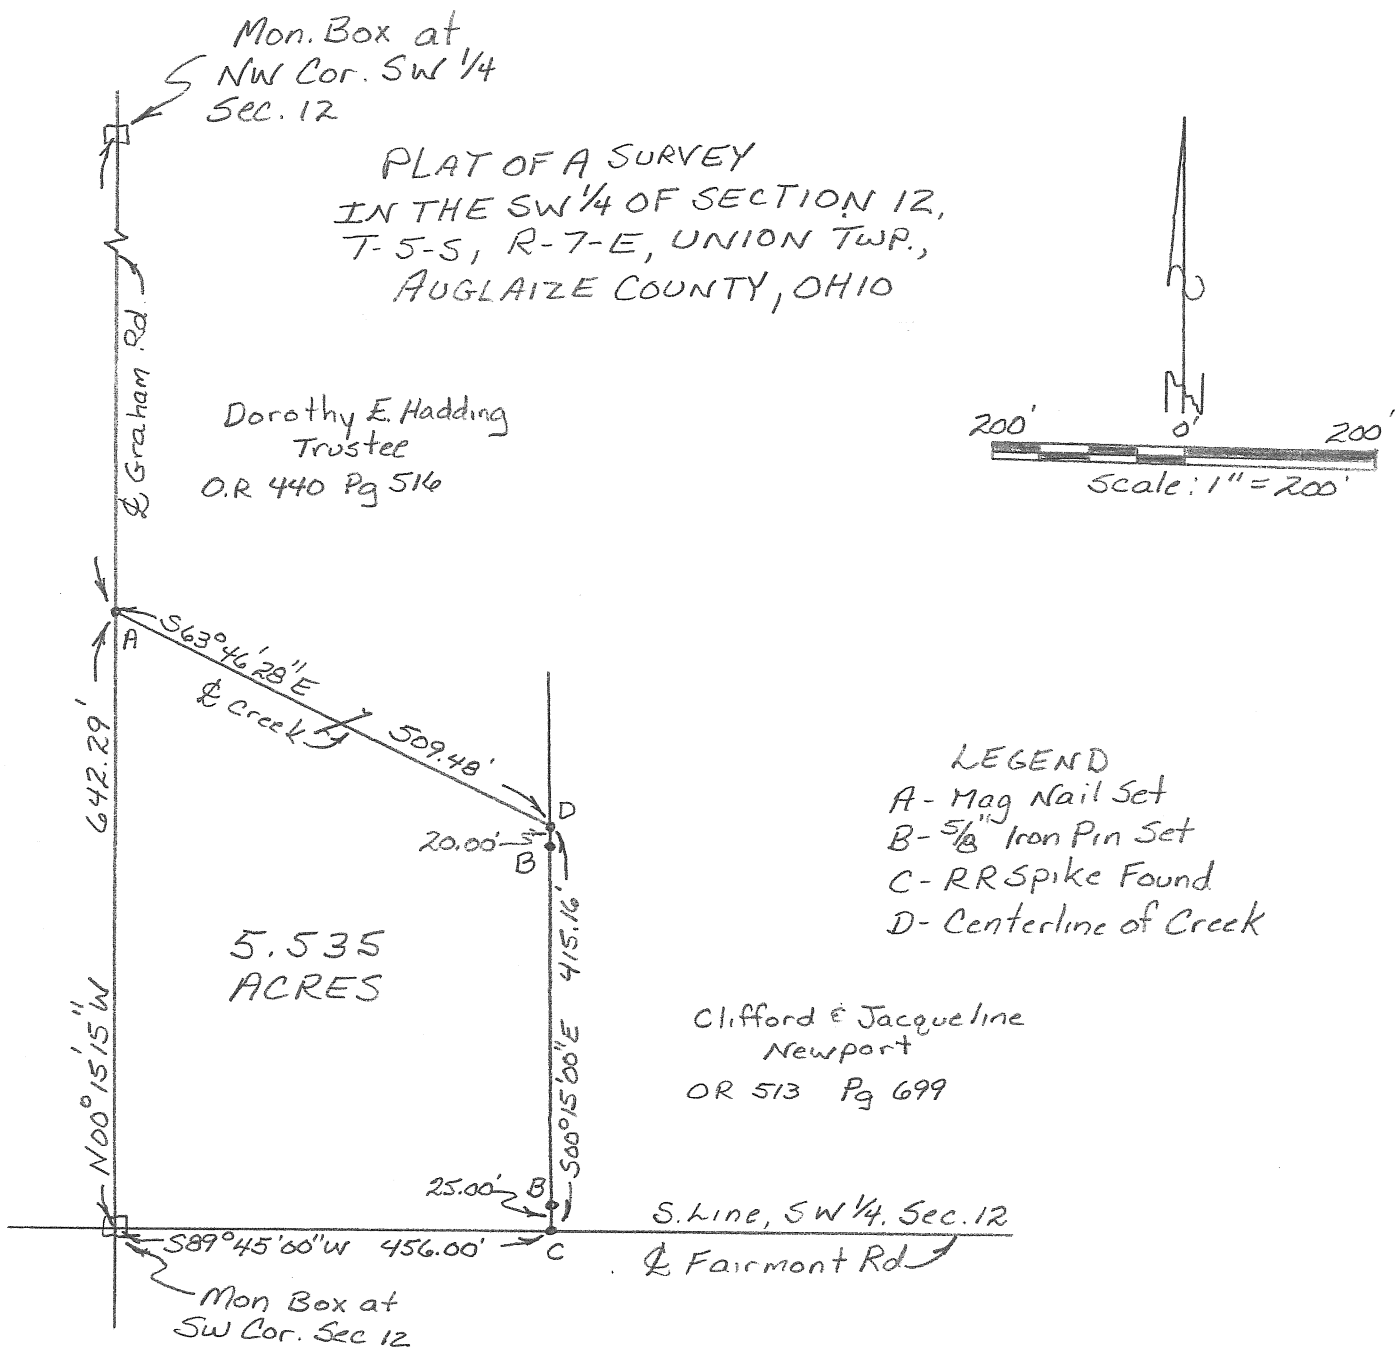 Mon. Box at
NW Cor. SW 1/4
Sec. 12
PLAT OF A SURVEY
IN THE SW 1/4 OF SECTION 12,
T-5-S, R-7-E, UNION TWP.,
AUGLAIZE COUNTY, OHIO
N
200' 0' 200'
Scale: 1" = 200'
℄ Graham Rd.
Dorothy E. Hadding
Trustee
O.R 440 Pg 516
A
S63°46'28"E 509.48'
℄ Creek
D
20.00'
B
642.29'
N00°15'15"W
415.16'
S00°15'00"E
5.535
ACRES
LEGEND
A - Mag Nail Set
B - 5/8" Iron Pin Set
C - RR Spike Found
D - Centerline of Creek
Clifford & Jacqueline
Newport
OR 513 Pg 699
25.00'
B
S. Line, SW 1/4. Sec. 12
S89°45'00"W 456.00'
C
℄ Fairmont Rd
Mon Box at
SW Cor. Sec 12